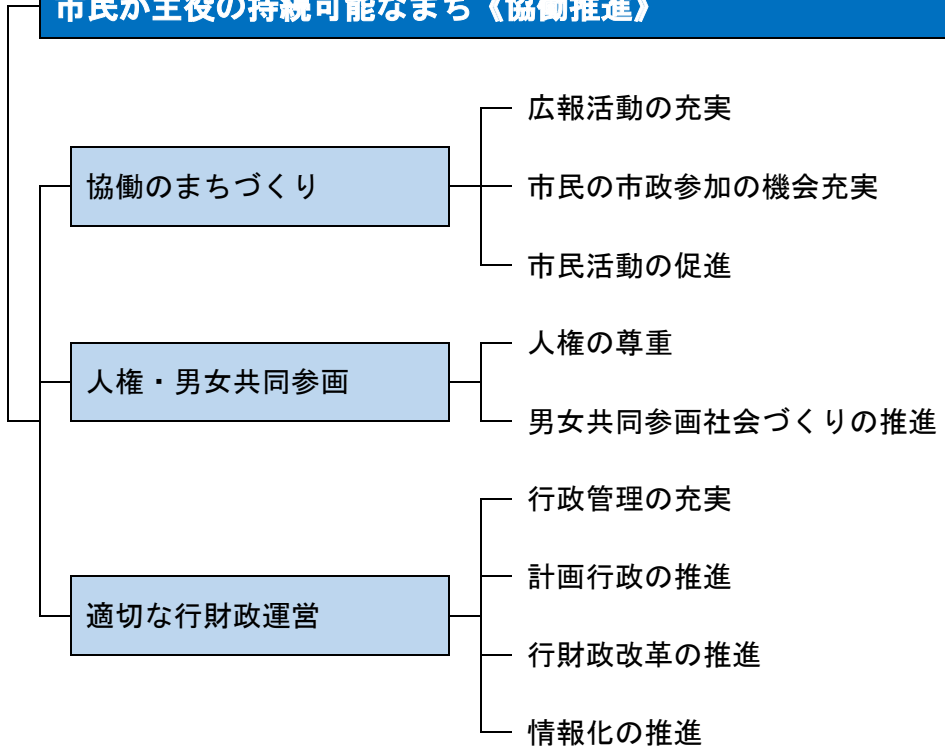 市民が主役の持続可能なまち《協働推進》
協働のまちづくり
広報活動の充実
市民の市政参加の機会充実
市民活動の促進
人権・男女共同参画
人権の尊重
男女共同参画社会づくりの推進
適切な行財政運営
行政管理の充実
計画行政の推進
行財政改革の推進
情報化の推進